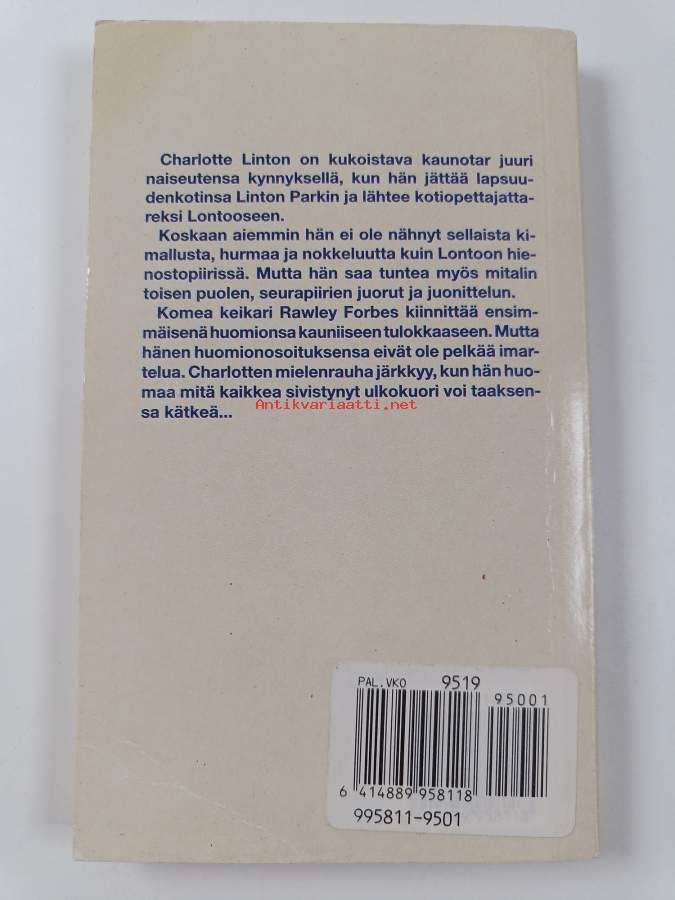 Charlotte Linton on kukoistava kaunotar juuri
naiseutensa kynnyksellä, kun hän jättää lapsuu-
denkotinsa Linton Parkin ja lähtee kotiopettajatta-
reksi Lontooseen.
Koskaan aiemmin hän ei ole nähnyt sellaista ki-
mallusta, hurmaa ja nokkeluutta kuin Lontoon hie-
nostopiirissä. Mutta hän saa tuntea myös mitalin
toisen puolen, seurapiirien juorut ja juonittelun.
Komea keikari Rawley Forbes kiinnittää ensim-
mäisenä huomionsa kauniiseen tulokkaaseen. Mutta
hänen huomionosoituksensa eivät ole pelkää imar-
telua. Charlotten mielenrauha järkkyy, kun hän huo-
maa mitä kaikkea sivistynyt ulkokuori voi taaksen-
sa kätkeä...
Antikvariaatti.net
PAL.VKO 9519
95001
6 414889 958118
995811-9501